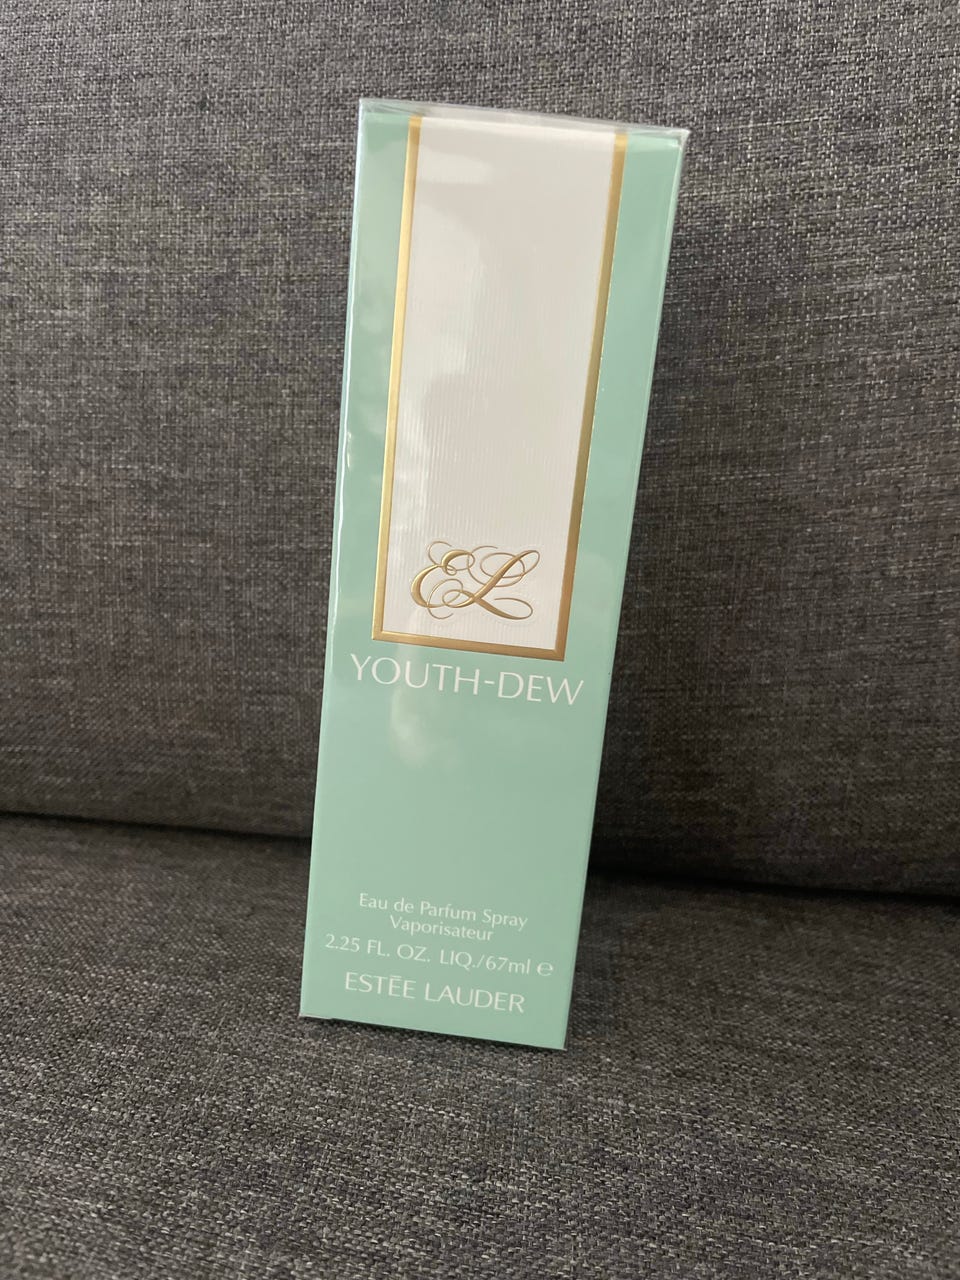 EL
YOUTH-DEW
Eau de Parfum Spray
Vaporisateur
2.25 FL. OZ. LIQ./67ml ℮
ESTĒE LAUDER